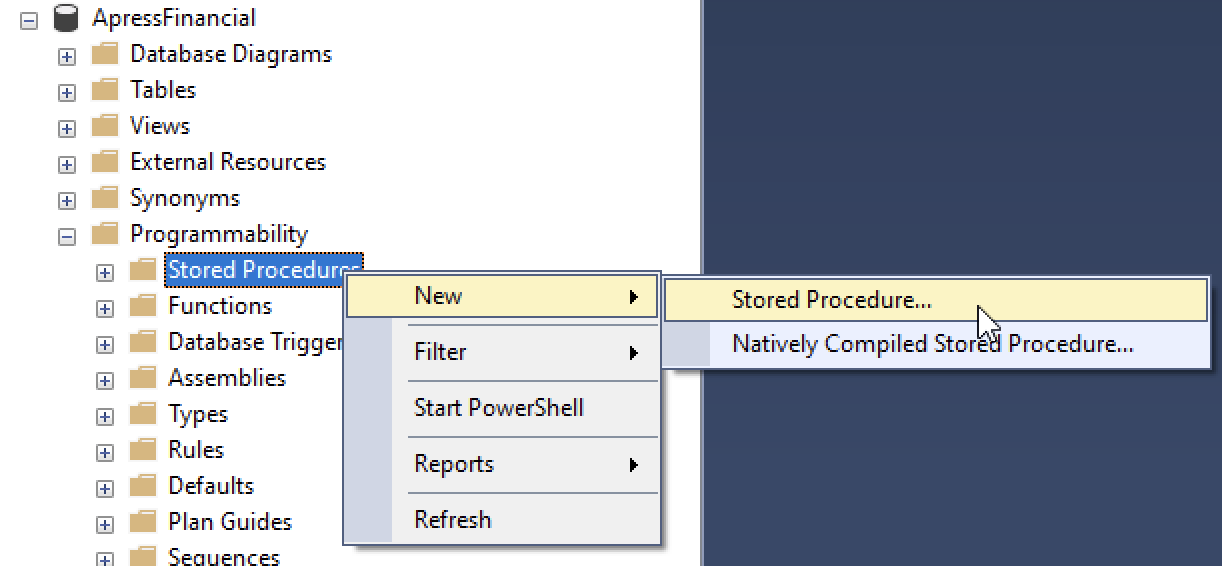 ApressFinancial
Database Diagrams
Tables
Views
External Resources
Synonyms
Programmability
Stored Procedures
New
Stored Procedure...
Functions
Natively Compiled Stored Procedure...
Database Trigger
Filter
Assemblies
Start PowerShell
Types
Rules
Reports
Defaults
Plan Guides
Refresh
Sequences